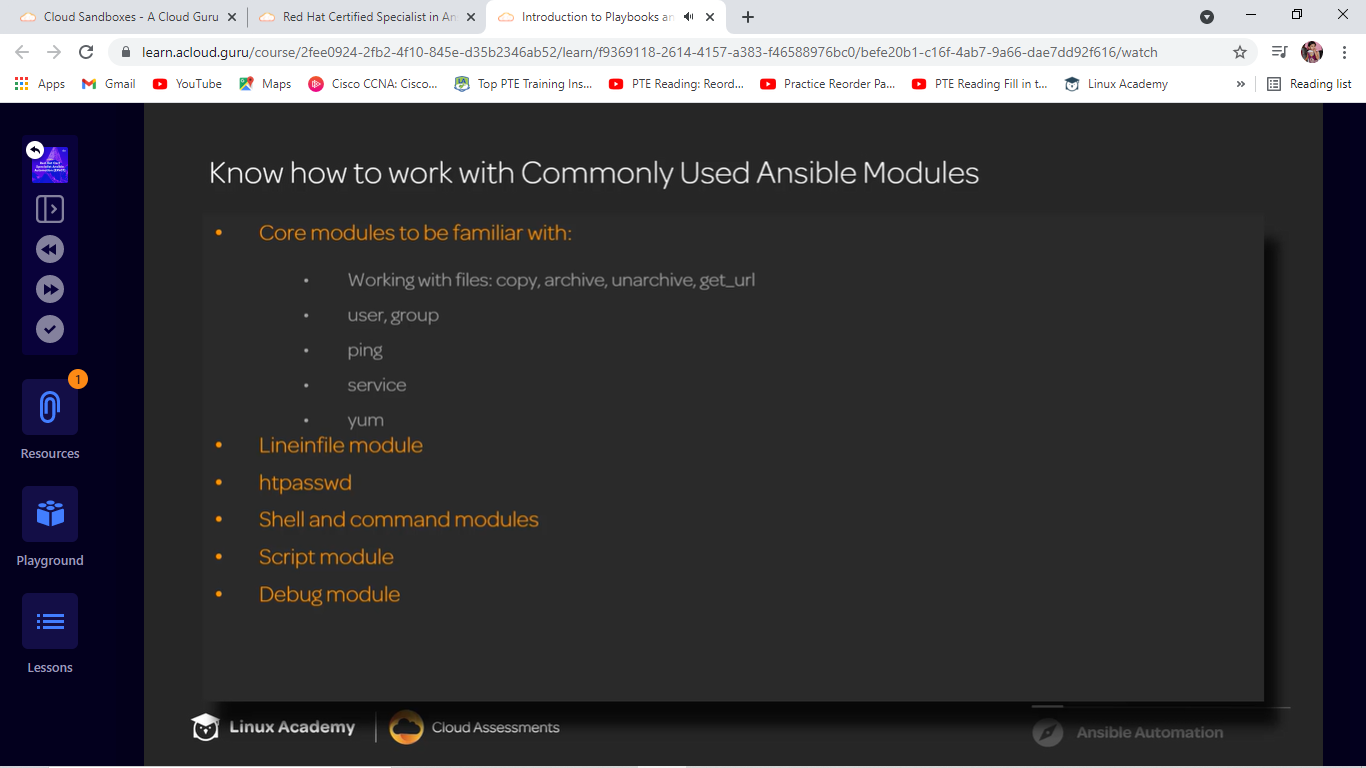 Cloud Sandboxes - A Cloud Guru
Red Hat Certified Specialist in An
Introduction to Playbooks an
learn.acloud.guru/course/2fee0924-2fb2-4f10-845e-d35b2346ab52/learn/f9369118-2614-4157-a383-f46588976bc0/befe20b1-c16f-4ab7-9a66-dae7dd92f616/watch
Apps
Gmail
YouTube
Maps
Cisco CCNA: Cisco...
Top PTE Training Ins...
PTE Reading: Reord...
Practice Reorder Pa...
PTE Reading Fill in t...
Linux Academy
»
Reading list
Know how to work with Commonly Used Ansible Modules
• Core modules to be familiar with:
• Working with files: copy, archive, unarchive, get_url
• user, group
• ping
• service
• yum
• Lineinfile module
• htpasswd
• Shell and command modules
• Script module
• Debug module
1
Resources
Playground
Lessons
Linux Academy
Cloud Assessments
Ansible Automation